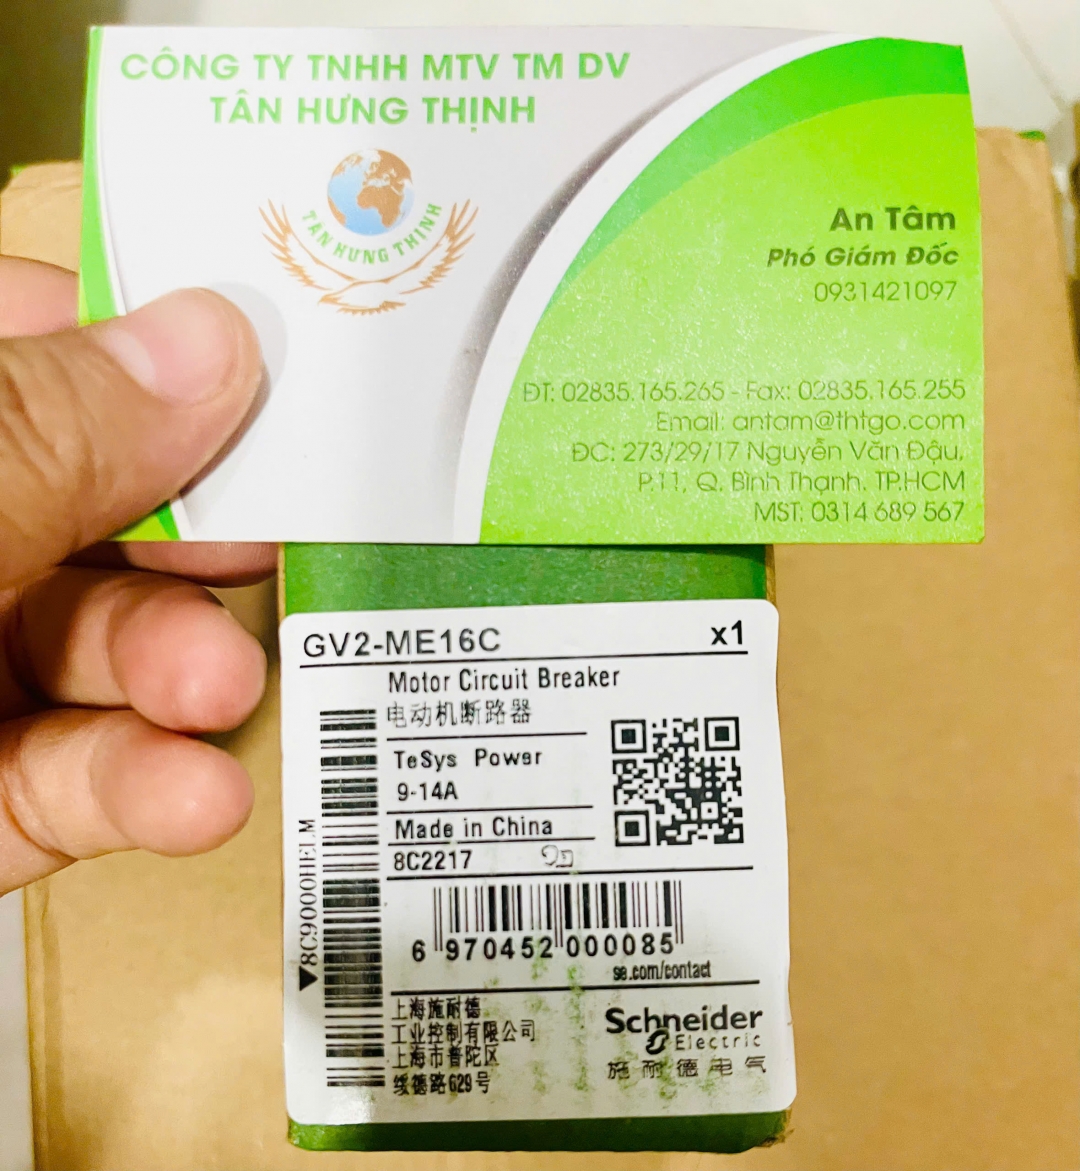 CÔNG TY TNHH MTV TM DV
TÂN HƯNG THỊNH
TÂN HƯNG THỊNH
An Tâm
Phó Giám Đốc
0931421097
ĐT: 02835.165.265 - Fax: 02835.165.255
Email: antam@thtgo.com
ĐC: 273/29/17 Nguyễn Văn Đậu,
P.11, Q. Bình Thạnh. TP.HCM
MST: 0314 689 567
GV2-ME16C x1
Motor Circuit Breaker
电动机断路器
TeSys Power
9-14A
Made in China
8C2217
▼8C9000HELM
6 970452 000085
se.com/contact
上海施耐德
工业控制有限公司
上海市普陀区
绥德路629号
Schneider
Electric
施耐德电气